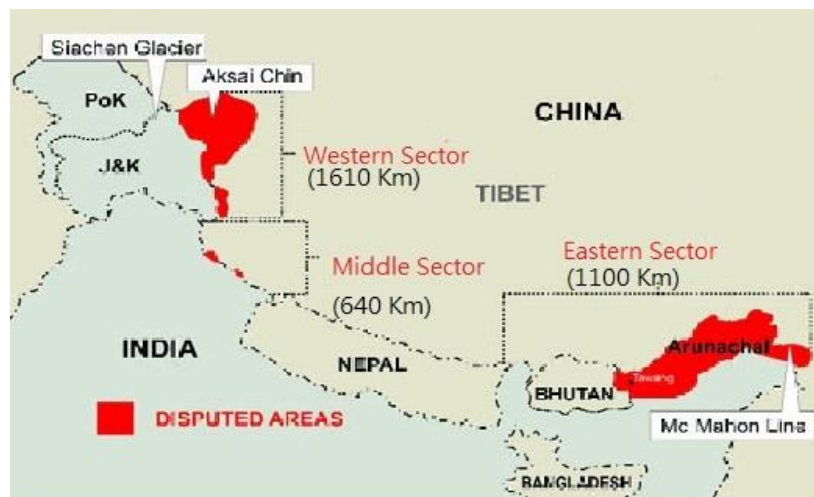 Siachen Glacier
Aksai Chin
PoK
CHINA
J&K
Western Sector
(1610 Km)
TIBET
Eastern Sector
(1100 Km)
Middle Sector
(640 Km)
INDIA
NEPAL
Arunachal
Tawang
BHUTAN
DISPUTED AREAS
Mc Mahon Line
BANGLADESH